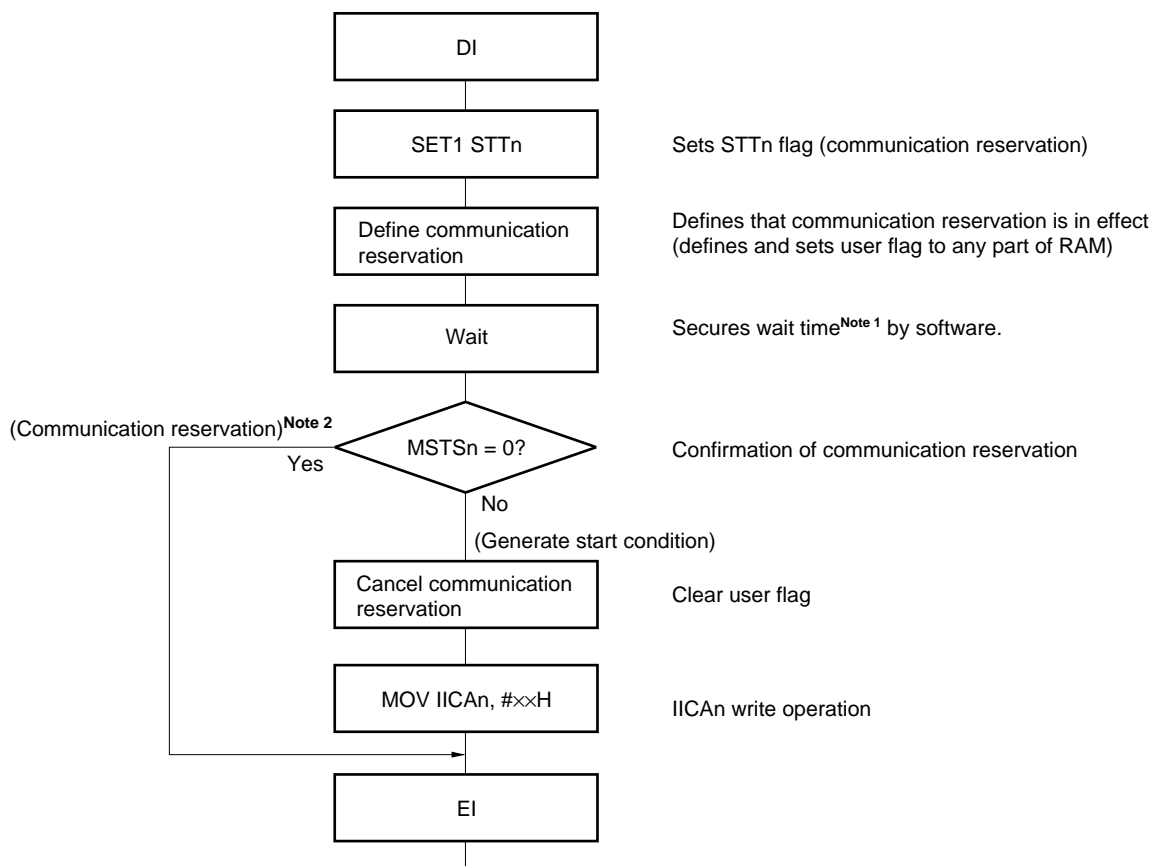 DI
SET1 STTn
Sets STTn flag (communication reservation)
Define communication
reservation
Defines that communication reservation is in effect
(defines and sets user flag to any part of RAM)
Wait
Secures wait time Note 1 by software.
(Communication reservation) Note 2
Yes
MSTSn = 0?
Confirmation of communication reservation
No
(Generate start condition)
Cancel communication
reservation
Clear user flag
MOV IICAn, #××H
IICAn write operation
EI